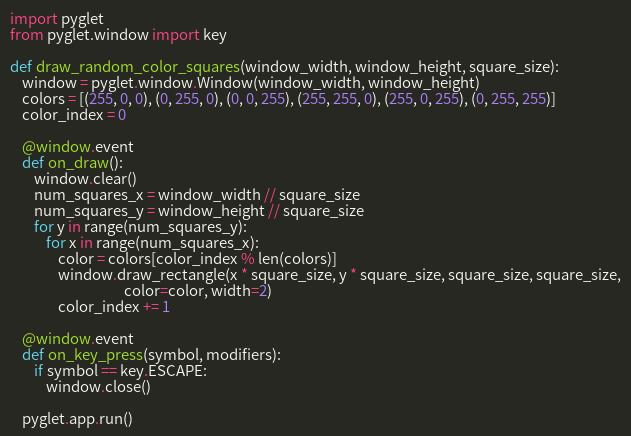 import pyglet
from pyglet.window import key

def draw_random_color_squares(window_width, window_height, square_size):
    window = pyglet.window.Window(window_width, window_height)
    colors = [(255, 0, 0), (0, 255, 0), (0, 0, 255), (255, 255, 0), (255, 0, 255), (0, 255, 255)]
    color_index = 0

    @window.event
    def on_draw():
        window.clear()
        num_squares_x = window_width // square_size
        num_squares_y = window_height // square_size
        for y in range(num_squares_y):
            for x in range(num_squares_x):
                color = colors[color_index % len(colors)]
                window.draw_rectangle(x * square_size, y * square_size, square_size, square_size,
                                      color=color, width=2)
                color_index += 1

    @window.event
    def on_key_press(symbol, modifiers):
        if symbol == key.ESCAPE:
            window.close()

    pyglet.app.run()